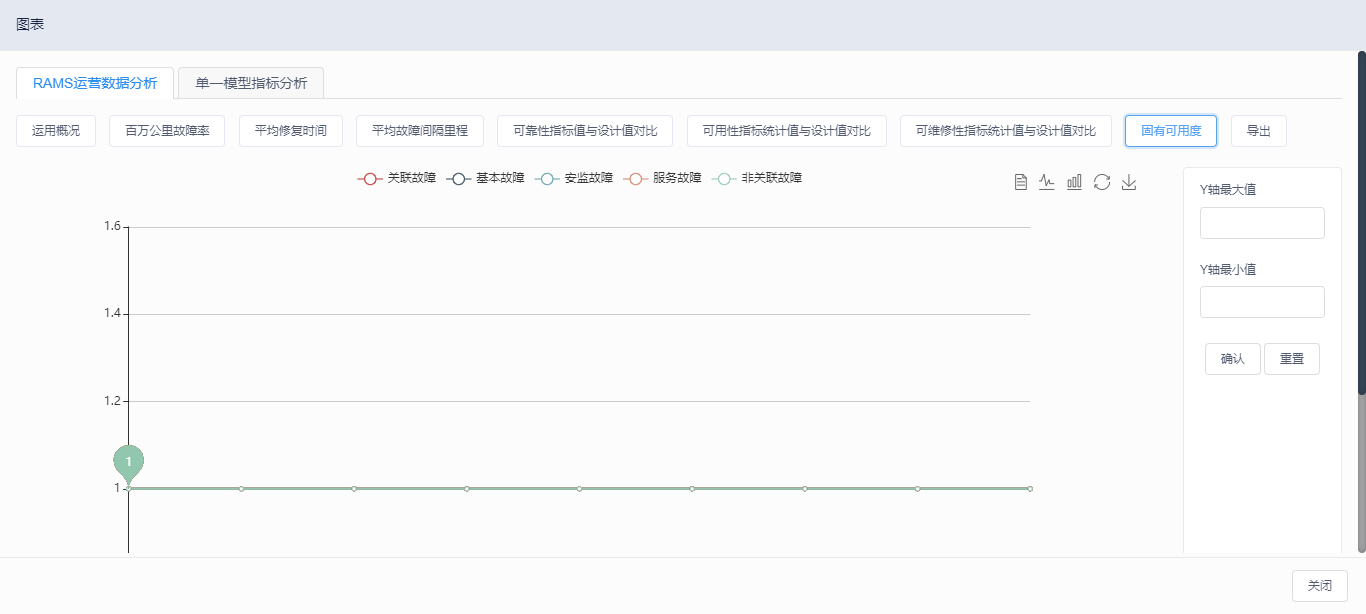 图表
RAMS运营数据分析
单一模型指标分析
运用概况
百万公里故障率
平均修复时间
平均故障间隔里程
可靠性指标值与设计值对比
可用性指标统计值与设计值对比
可维修性指标统计值与设计值对比
固有可用度
导出
关联故障
基本故障
安监故障
服务故障
非关联故障
Y轴最大值
Y轴最小值
确认
重置
1.6
1.4
1.2
1
1
关闭